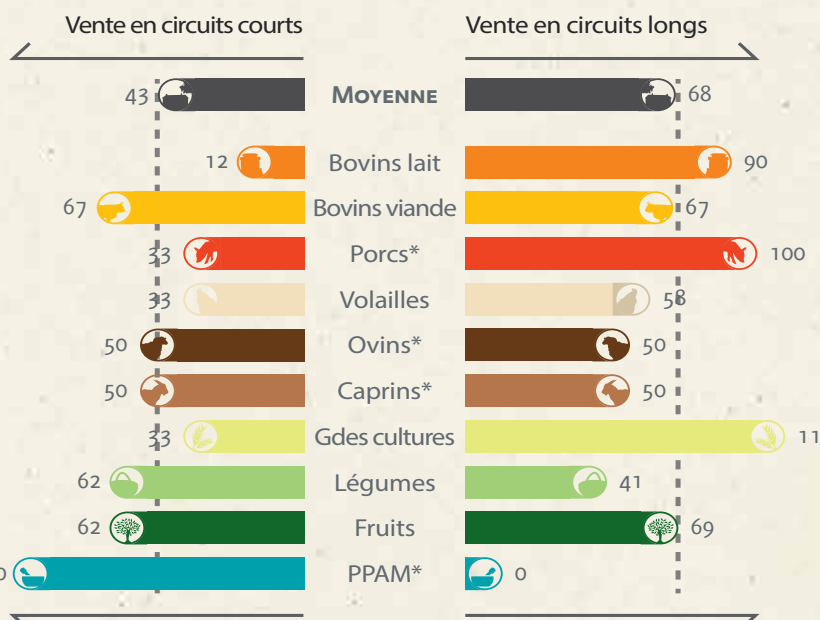 Vente en circuits courts Vente en circuits longs
43 MOYENNE 68
12 Bovins lait 90
67 Bovins viande 67
33 Porcs* 100
33 Volailles 58
50 Ovins* 50
50 Caprins* 50
33 Gdes cultures 11
62 Légumes 41
62 Fruits 69
0 PPAM* 0